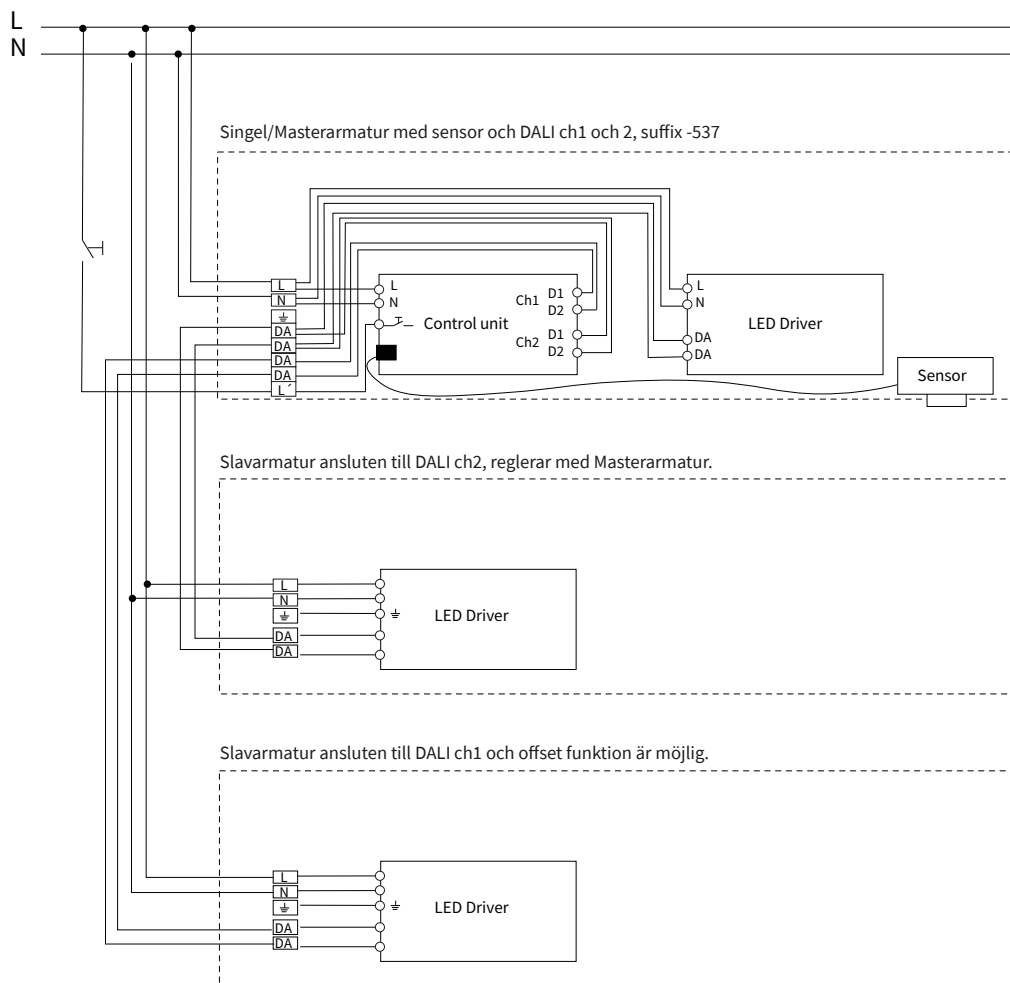 L
N
Singel/Masterarmatur med sensor och DALI ch1 och 2, suffix -537
L
N
DA
DA
DA
DA
L´
L
N
Control unit
Ch1
D1
D2
Ch2
D1
D2
L
N
DA
DA
LED Driver
Sensor
Slavarmatur ansluten till DALI ch2, reglerar med Masterarmatur.
L
N
DA
DA
LED Driver
Slavarmatur ansluten till DALI ch1 och offset funktion är möjlig.
L
N
DA
DA
LED Driver